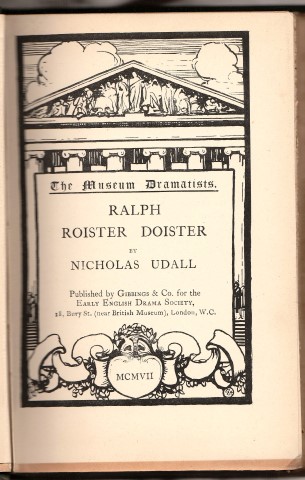 The Museum Dramatists.
RALPH
ROISTER DOISTER
BY
NICHOLAS UDALL
Published by GIBBINGS & Co. for the
EARLY ENGLISH DRAMA SOCIETY,
18, Bury St. (near British Museum), London, W.C.
MCMVII